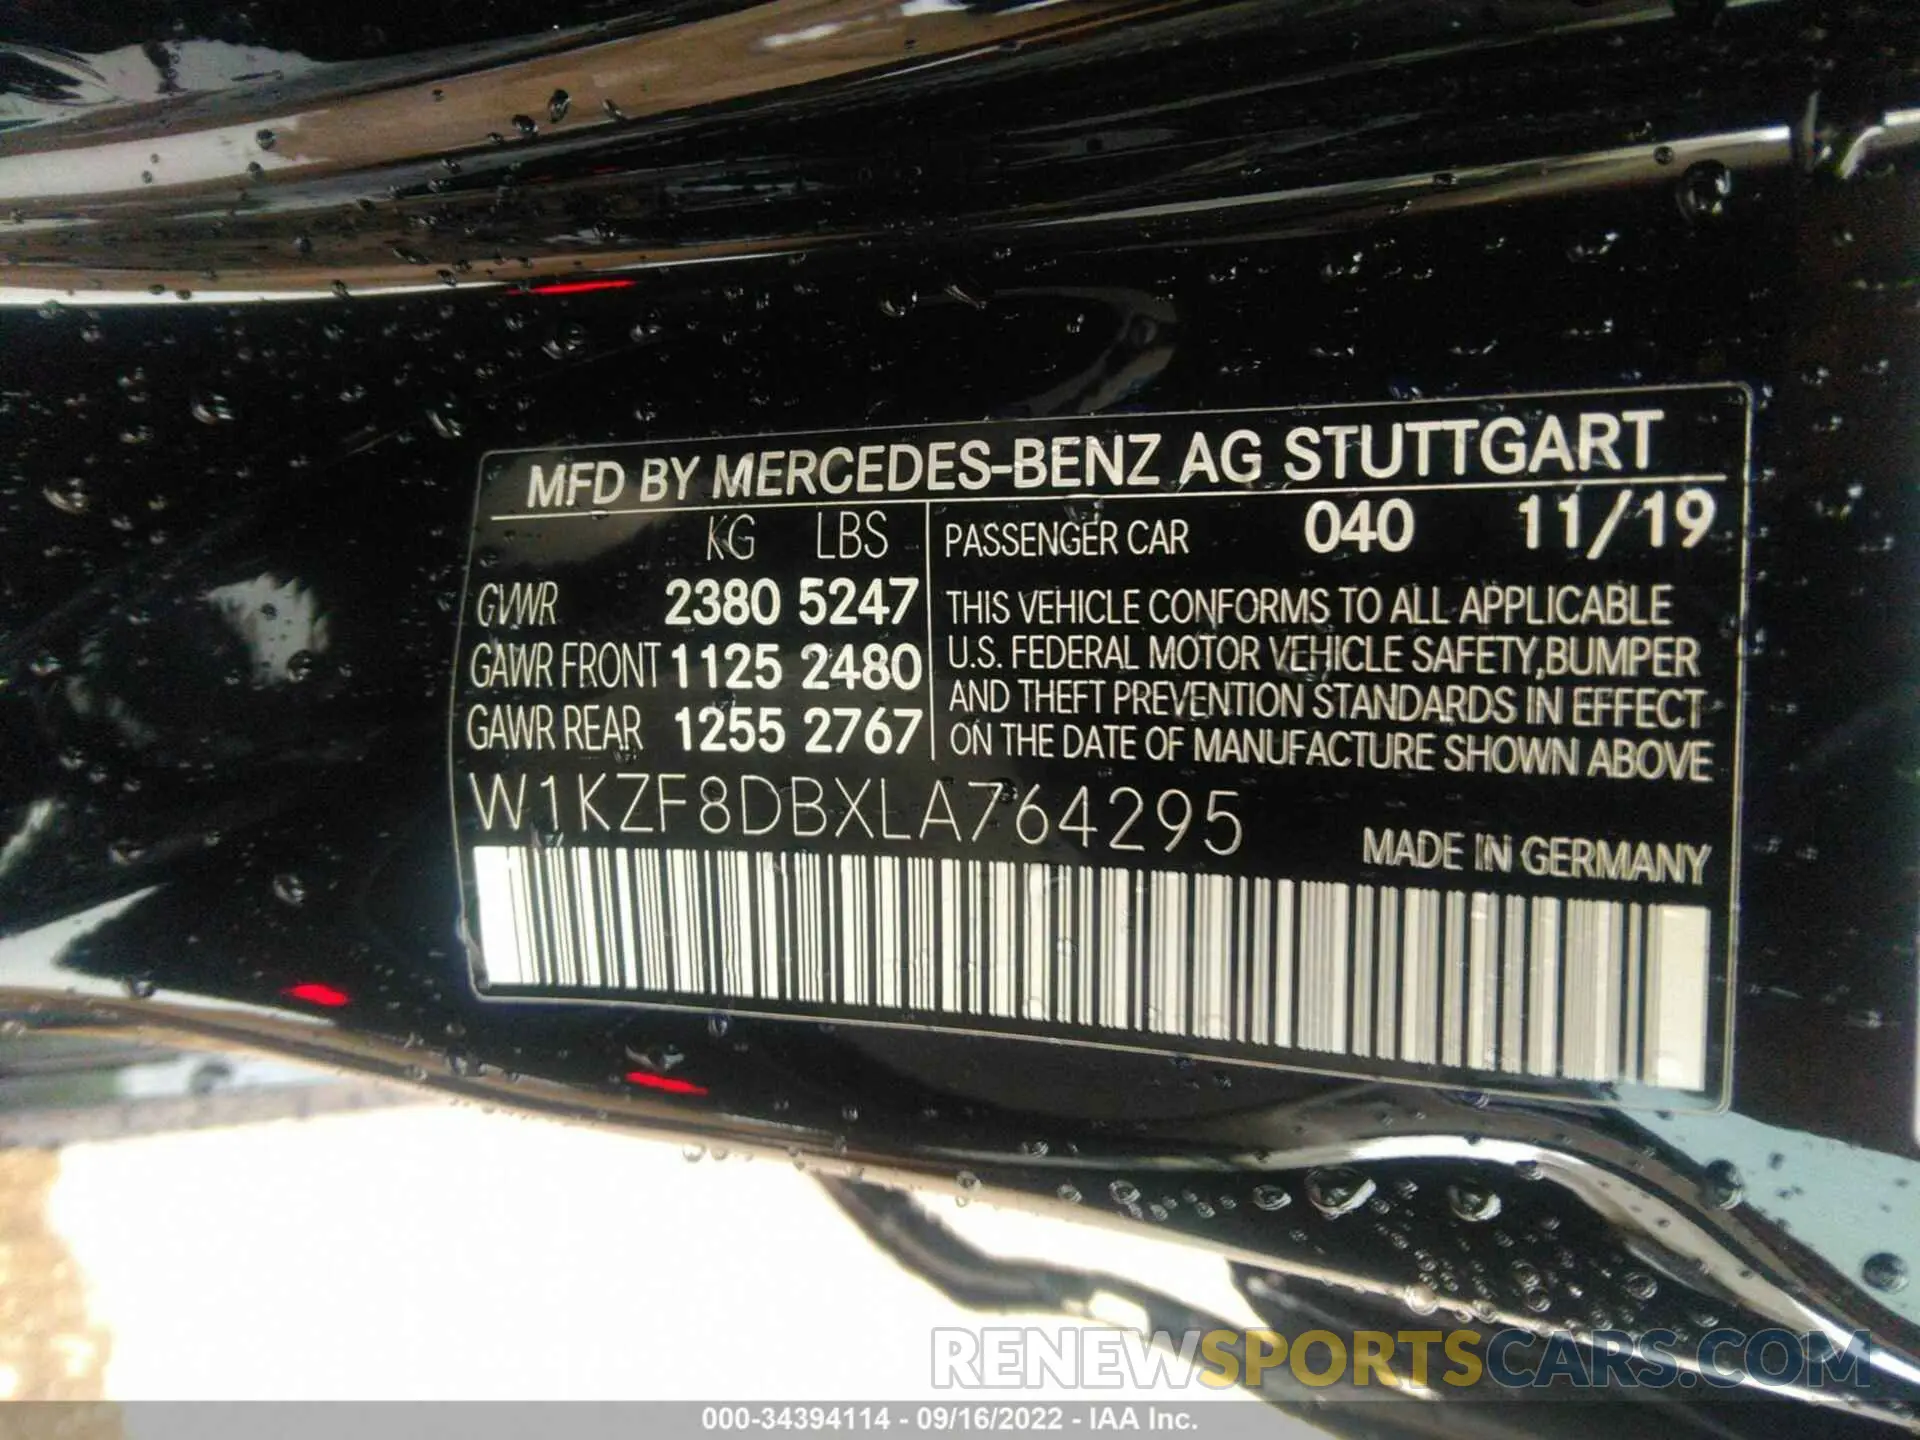 MFD BY MERCEDES-BENZ AG STUTTGART
KG LBS
GVWR 2380 5247
GAWR FRONT 1125 2480
GAWR REAR 1255 2767
PASSENGER CAR 040 11/19
THIS VEHICLE CONFORMS TO ALL APPLICABLE
U.S. FEDERAL MOTOR VEHICLE SAFETY,BUMPER
AND THEFT PREVENTION STANDARDS IN EFFECT
ON THE DATE OF MANUFACTURE SHOWN ABOVE
W1KZF8DBXLA764295
MADE IN GERMANY
RENEWSPORTSCARS.COM
000-34394114 - 09/16/2022 - IAA Inc.